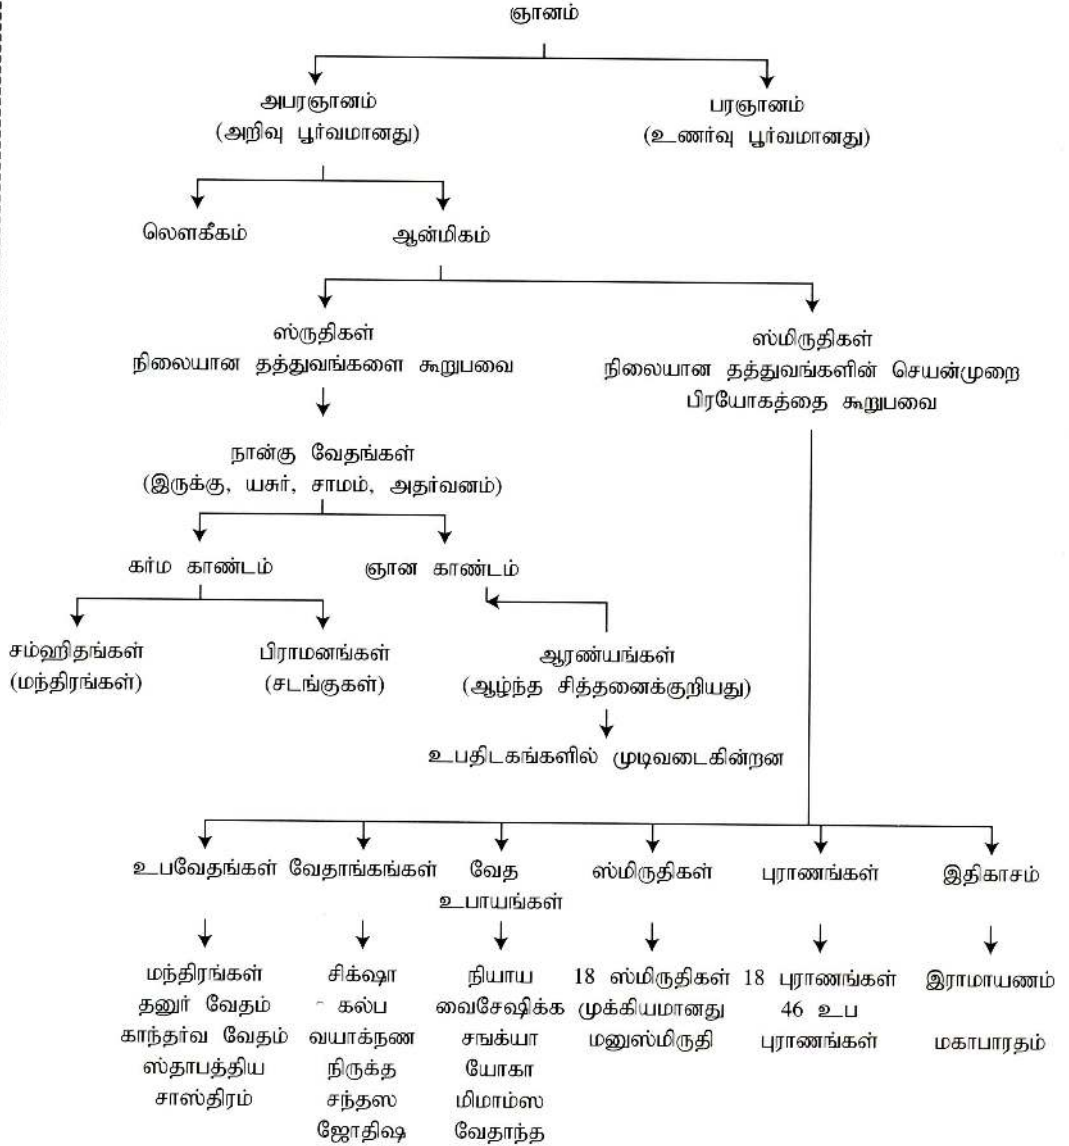 ஞானம்
அபரஞானம்
(அறிவு பூர்வமானது)
பரஞானம்
(உணர்வு பூர்வமானது)
லௌகீகம்
ஆன்மிகம்
ஸ்ருதிகள்
நிலையான தத்துவங்களை கூறுபவை
ஸ்மிருதிகள்
நிலையான தத்துவங்களின் செயன்முறை
பிரயோகத்தை கூறுபவை
நான்கு வேதங்கள்
(இருக்கு, யசுர், சாமம், அதர்வனம்)
கர்ம காண்டம்
ஞான காண்டம்
சம்ஹிதங்கள்
(மந்திரங்கள்)
பிராமனங்கள்
(சடங்குகள்)
ஆரண்யங்கள்
(ஆழ்ந்த சித்தனைக்குறியது)
உபதிடகங்களில் முடிவடைகின்றன
உபவேதங்கள்
வேதாங்கங்கள்
வேத
உபாயங்கள்
ஸ்மிருதிகள்
புராணங்கள்
இதிகாசம்
மந்திரங்கள்
தனுர் வேதம்
காந்தர்வ வேதம்
ஸ்தாபத்திய
சாஸ்திரம்
சிக்ஷா
கல்ப
வயாக்நண
நிருக்த
சந்தஸ
ஜோதிஷ
நியாய
வைசேஷிக்க
சஙக்யா
யோகா
மிமாம்ஸ
வேதாந்த
18 ஸ்மிருதிகள்
முக்கியமானது
மனுஸ்மிருதி
18 புராணங்கள்
46 உப
புராணங்கள்
இராமாயணம்
மகாபாரதம்